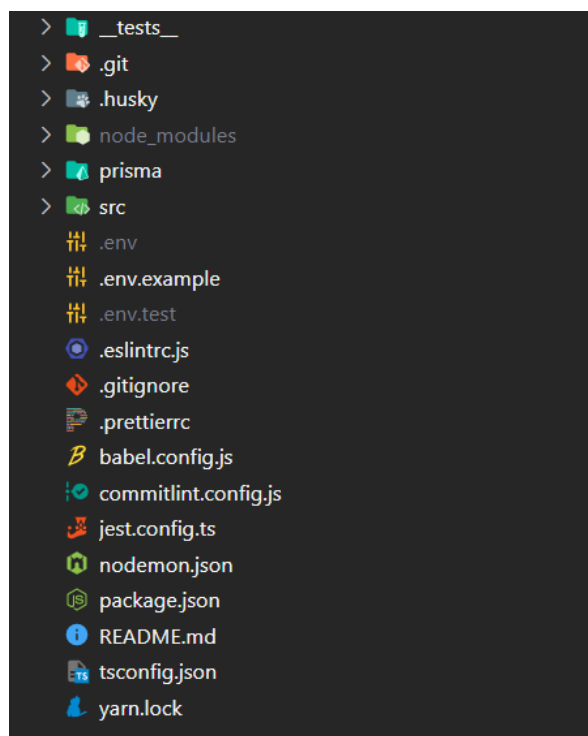 __tests__
.git
.husky
node_modules
prisma
src
.env
.env.example
.env.test
.eslintrc.js
.gitignore
.prettierrc
babel.config.js
commitlint.config.js
jest.config.ts
nodemon.json
package.json
README.md
tsconfig.json
yarn.lock